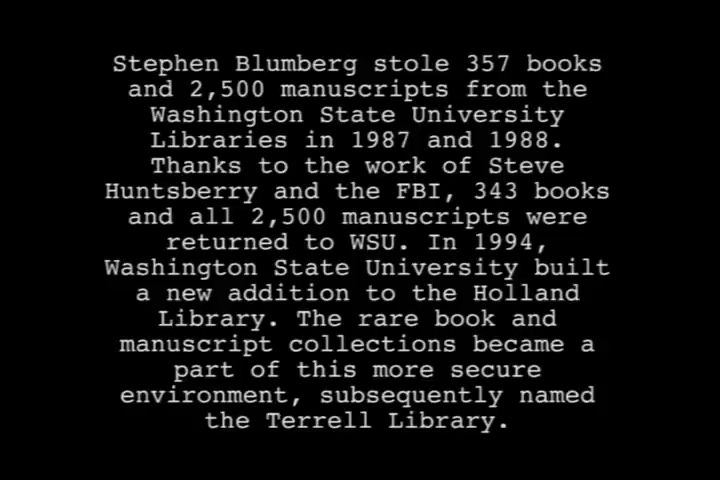 Stephen Blumberg stole 357 books
and 2,500 manuscripts from the
Washington State University
Libraries in 1987 and 1988.
Thanks to the work of Steve
Huntsberry and the FBI, 343 books
and all 2,500 manuscripts were
returned to WSU. In 1994,
Washington State University built
a new addition to the Holland
Library. The rare book and
manuscript collections became a
part of this more secure
environment, subsequently named
the Terrell Library.